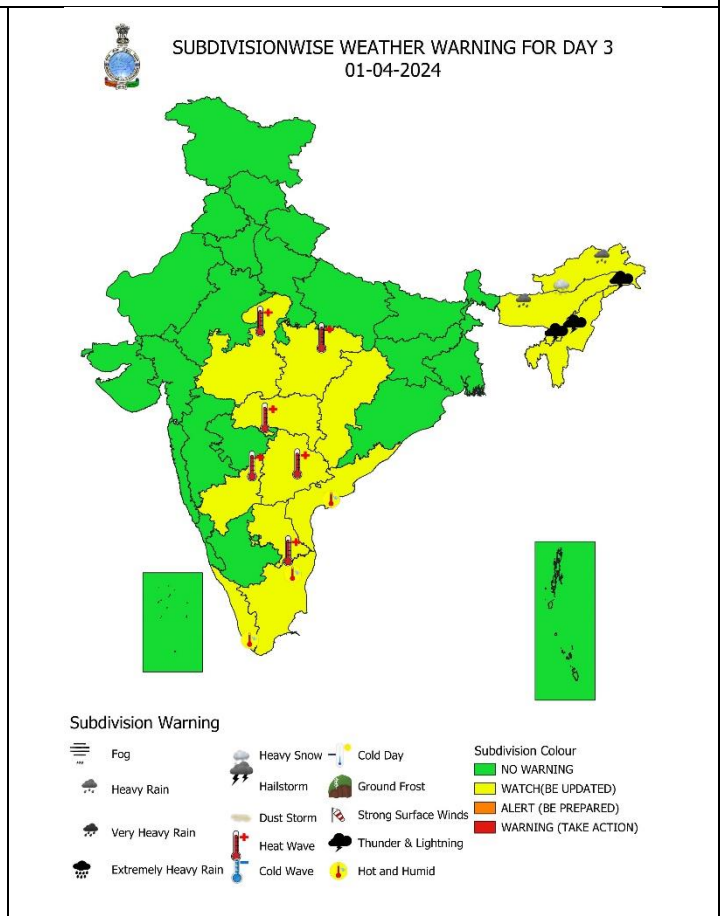 SUBDIVISIONWISE WEATHER WARNING FOR DAY 3
01-04-2024
Subdivision Warning
Fog
Heavy Rain
Very Heavy Rain
Extremely Heavy Rain
Heavy Snow
Hailstorm
Dust Storm
Heat Wave
Cold Wave
Cold Day
Ground Frost
Strong Surface Winds
Thunder & Lightning
Hot and Humid
Subdivision Colour
NO WARNING
WATCH(BE UPDATED)
ALERT (BE PREPARED)
WARNING (TAKE ACTION)